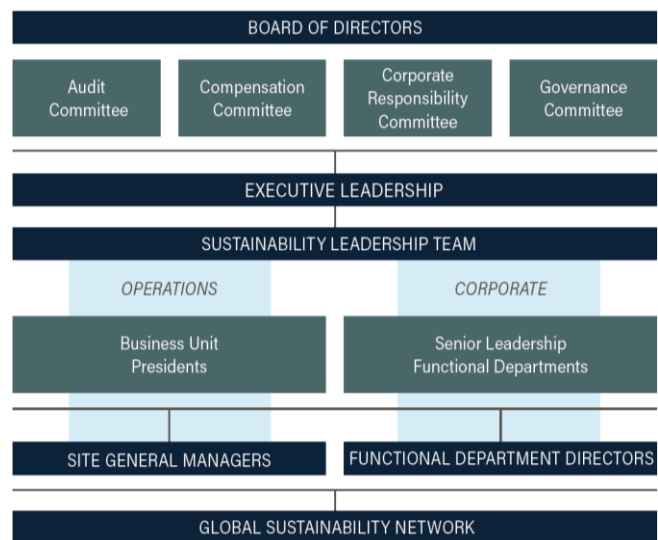 BOARD OF DIRECTORS
Audit
Committee
Compensation
Committee
Corporate
Responsibility
Committee
Governance
Committee
EXECUTIVE LEADERSHIP
SUSTAINABILITY LEADERSHIP TEAM
OPERATIONS
CORPORATE
Business Unit
Presidents
Senior Leadership
Functional Departments
SITE GENERAL MANAGERS
FUNCTIONAL DEPARTMENT DIRECTORS
GLOBAL SUSTAINABILITY NETWORK